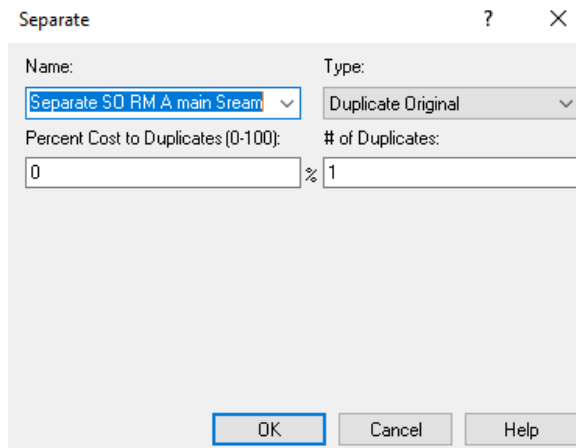 Separate ? X
Name: Type:
Separate SO RM A main Sream Duplicate Original
Percent Cost to Duplicates (0-100): # of Duplicates:
0 % 1
OK Cancel Help